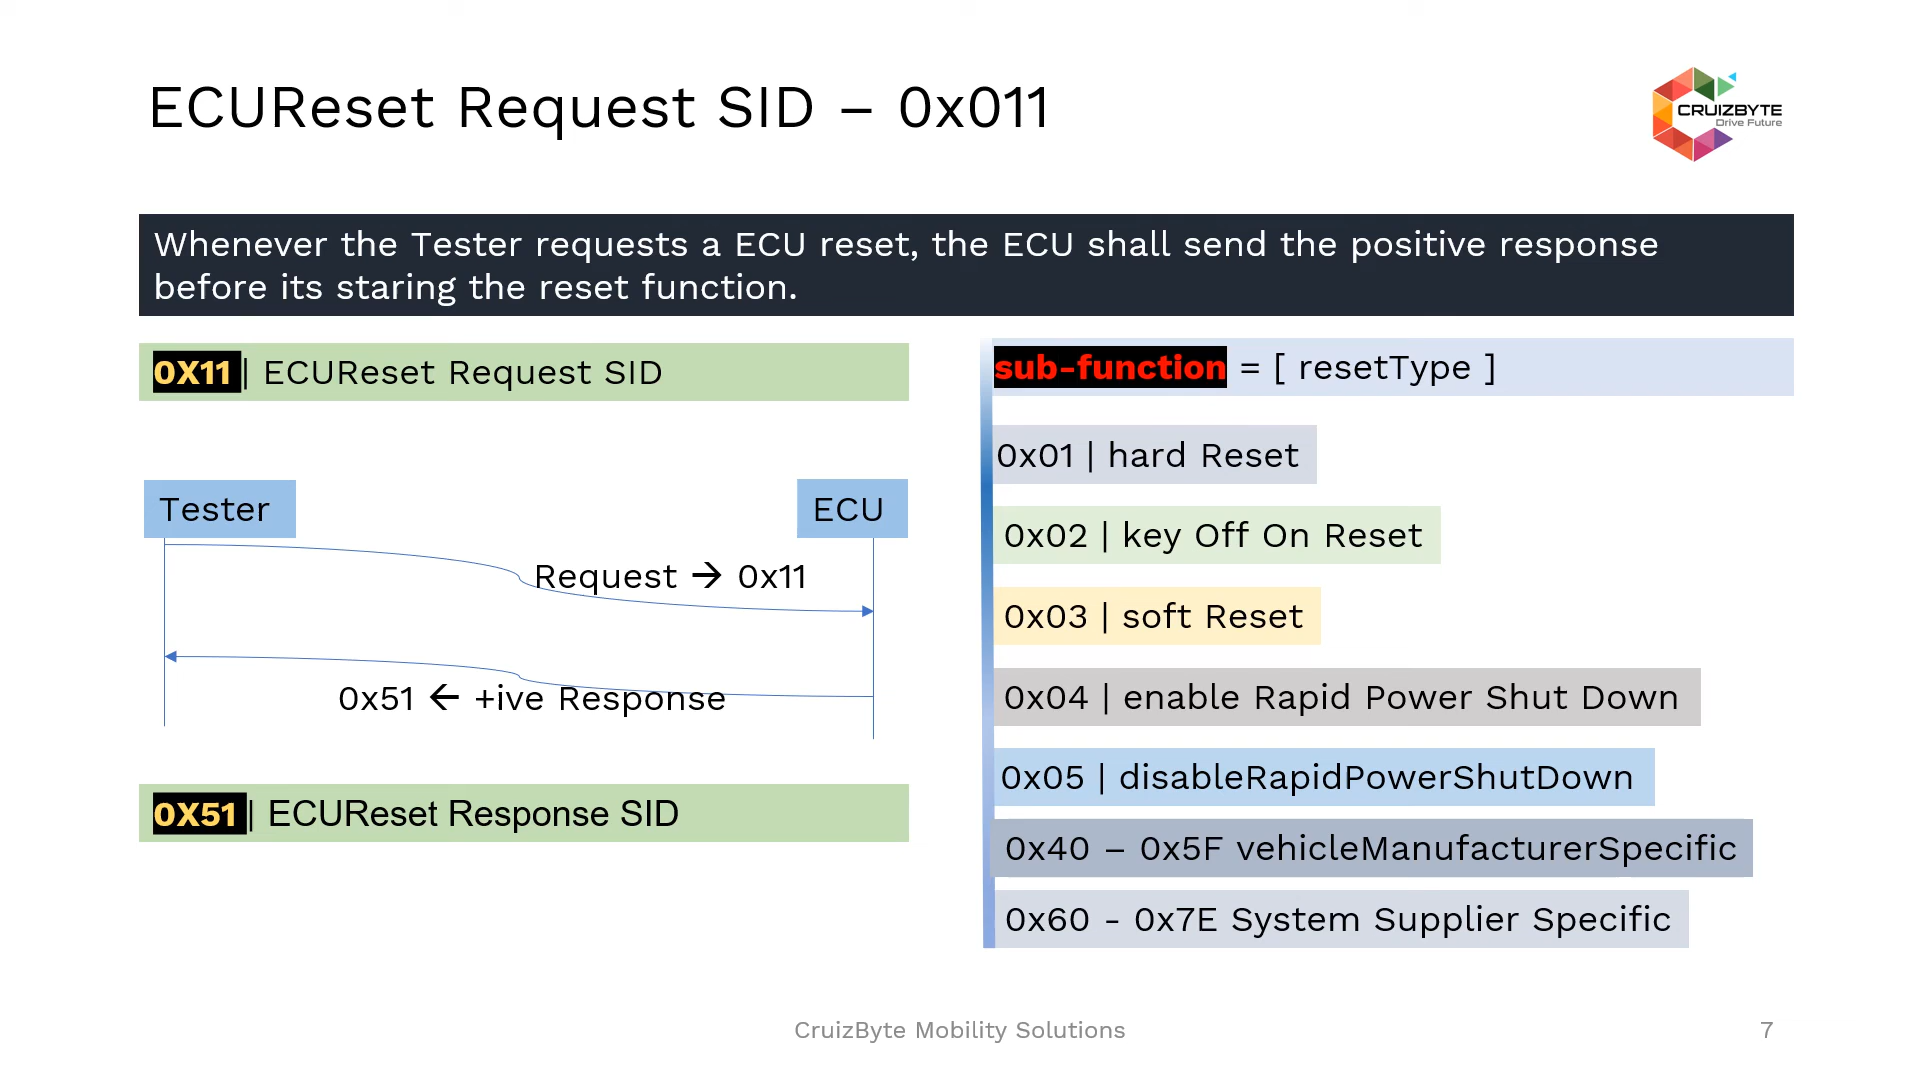 ECUReset Request SID – 0x011
CRUIZBYTE
Drive Future
Whenever the Tester requests a ECU reset, the ECU shall send the positive response
before its staring the reset function.
0X11 | ECUReset Request SID
Tester
ECU
Request → 0x11
0x51 ← +ive Response
0X51 | ECUReset Response SID
sub-function = [ resetType ]
0x01 | hard Reset
0x02 | key Off On Reset
0x03 | soft Reset
0x04 | enable Rapid Power Shut Down
0x05 | disableRapidPowerShutDown
0x40 – 0x5F vehicleManufacturerSpecific
0x60 - 0x7E System Supplier Specific
CruizByte Mobility Solutions
7